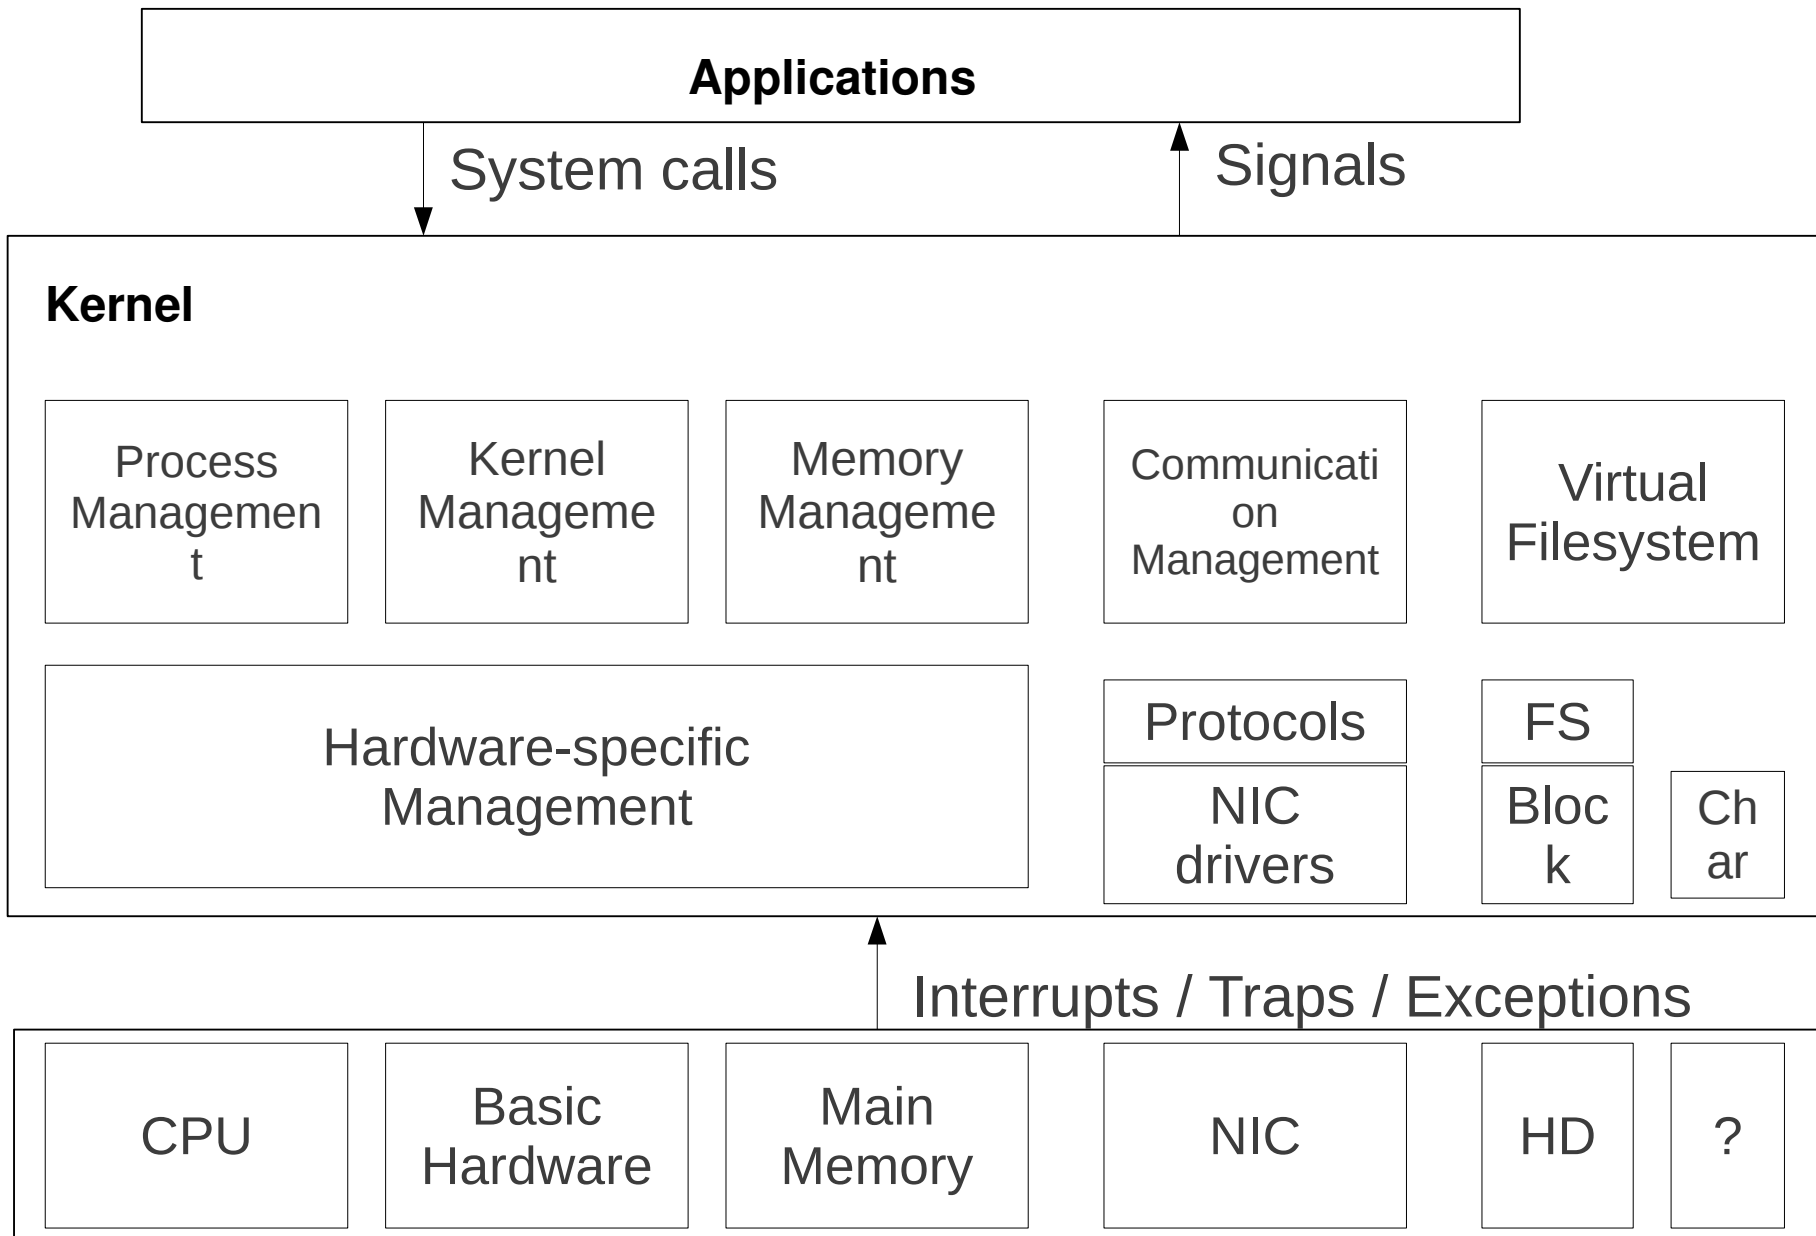 Applications
System calls
Signals
Kernel
Process
Managemen
t
Kernel
Manageme
nt
Memory
Manageme
nt
Communicati
on
Management
Virtual
Filesystem
Hardware-specific
Management
Protocols
NIC
drivers
FS
Bloc
k
Ch
ar
Interrupts / Traps / Exceptions
CPU
Basic
Hardware
Main
Memory
NIC
HD
?